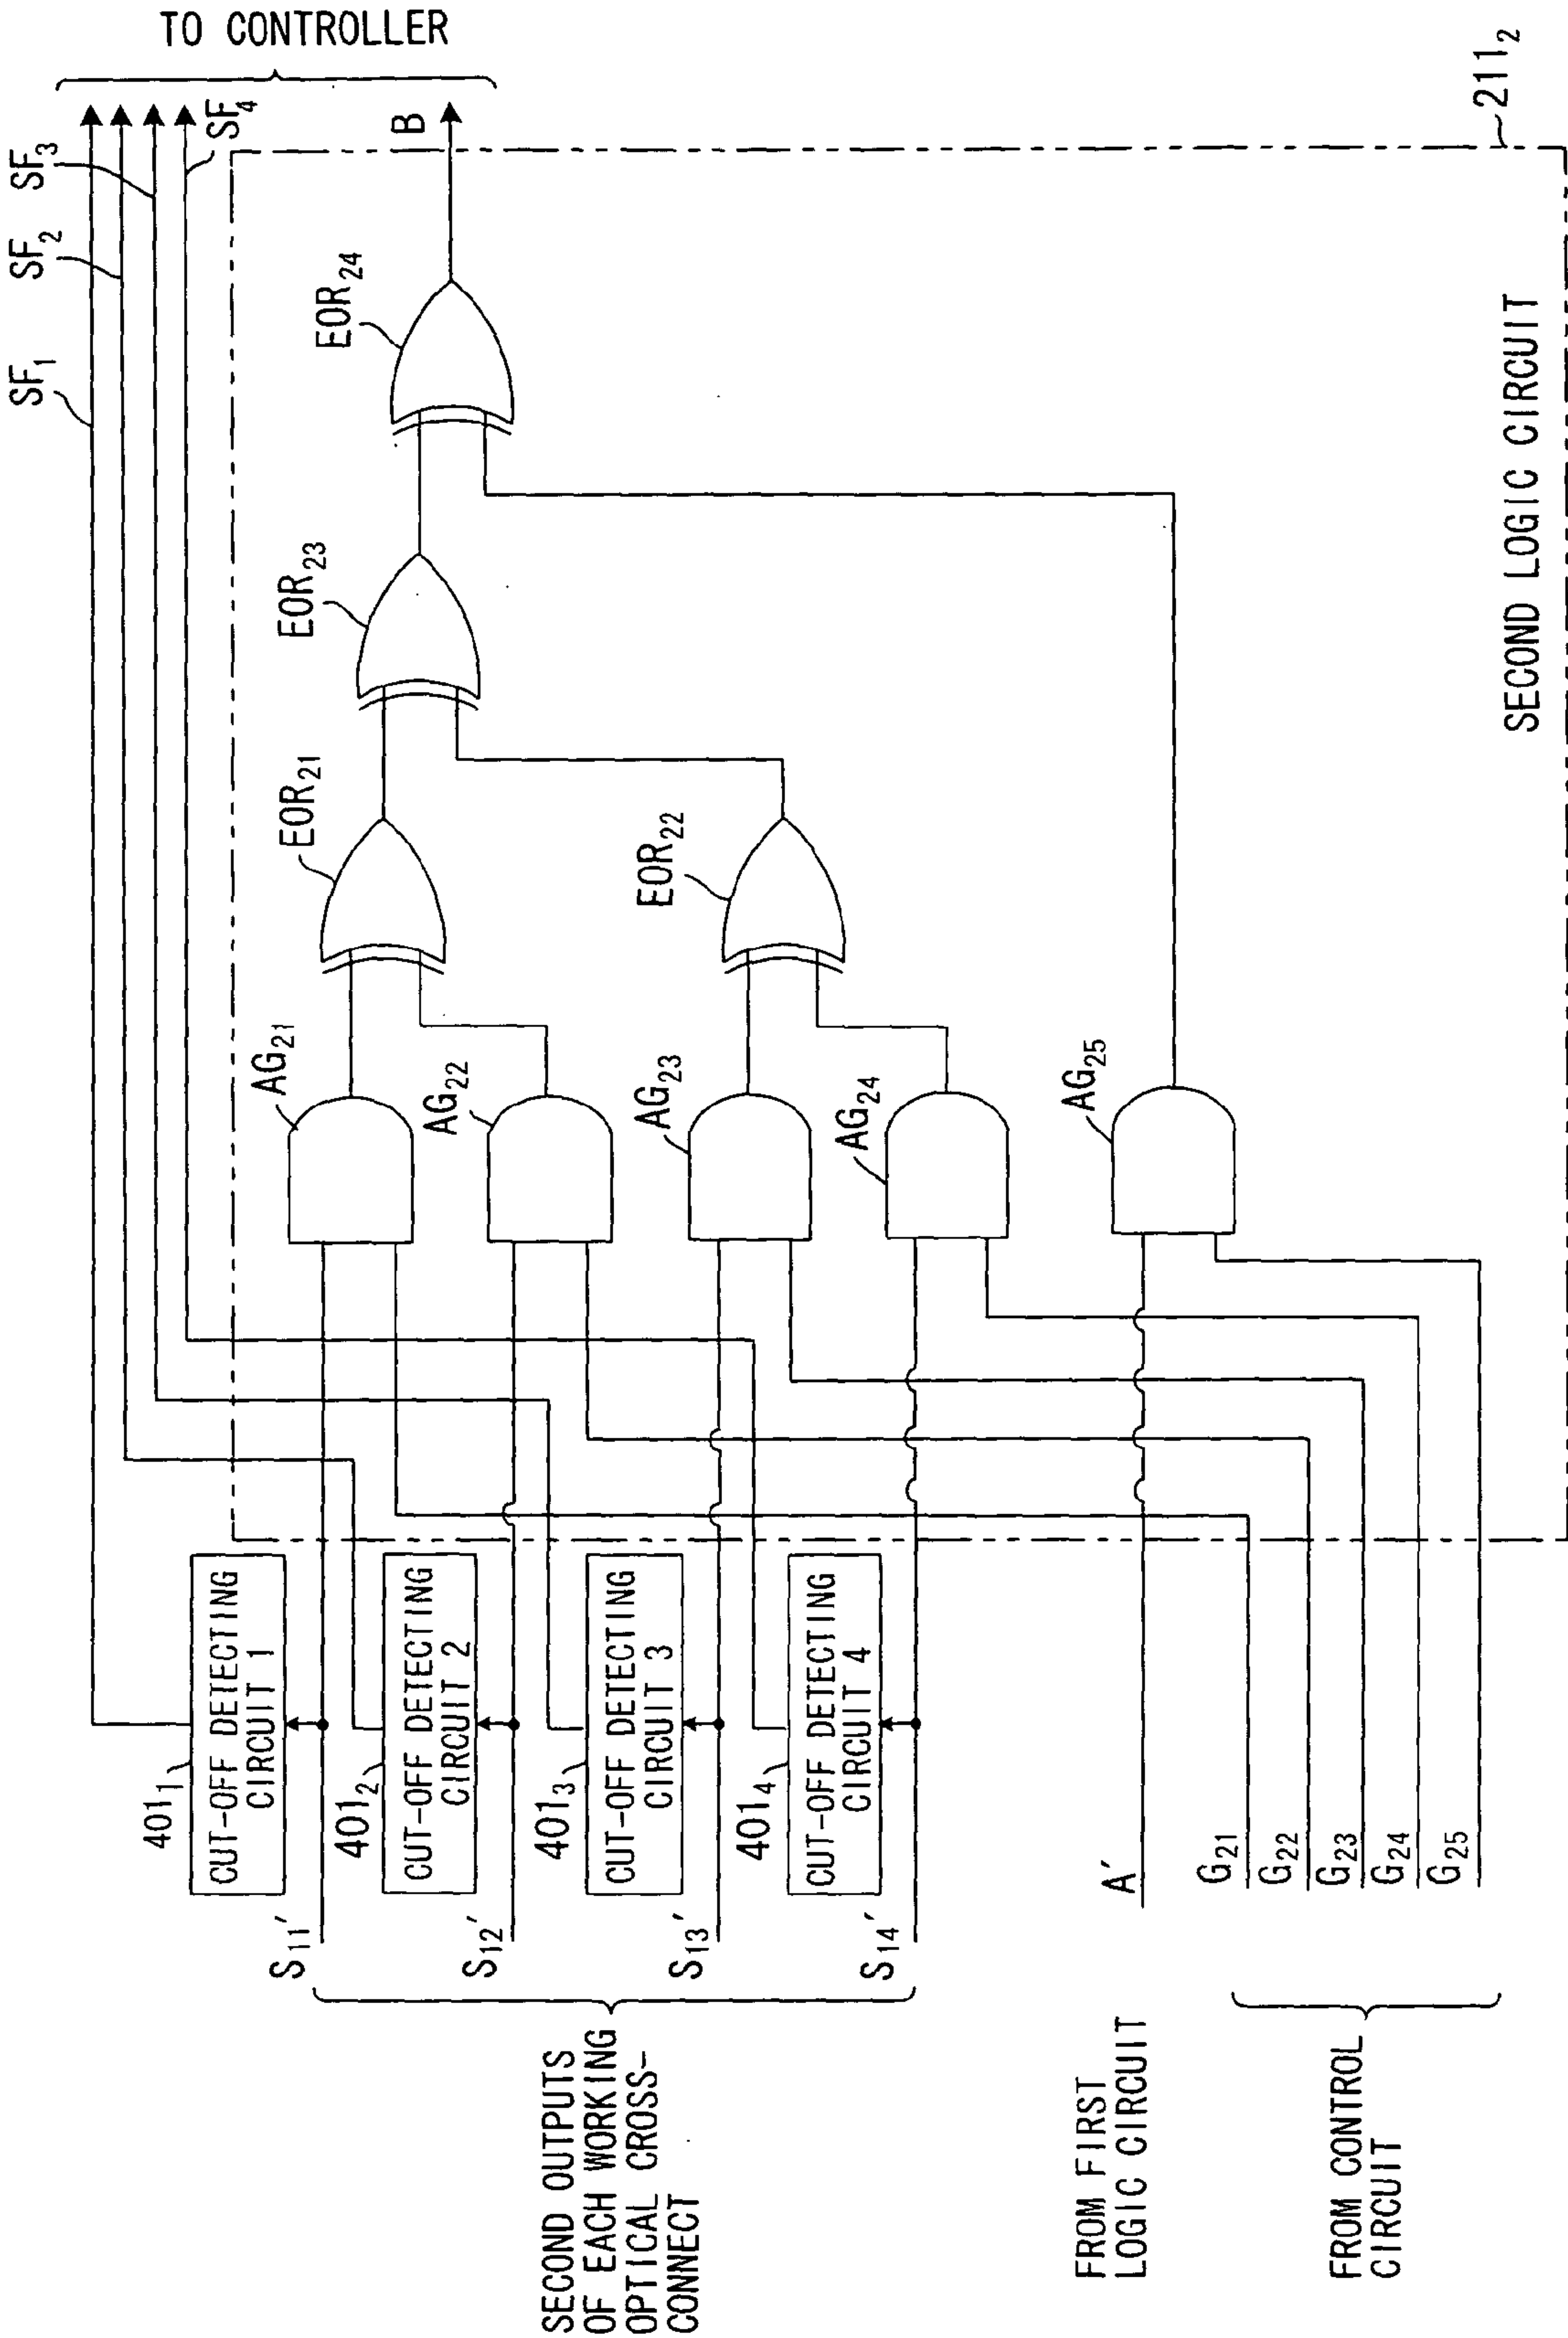 TO CONTROLLER
SF1
SF2
SF3
SF4
B
EOR24
EOR23
EOR21
EOR22
AG21
AG22
AG23
AG24
AG25
211₂
SECOND LOGIC CIRCUIT
401₁
CUT-OFF DETECTING
CIRCUIT 1
401₂
CUT-OFF DETECTING
CIRCUIT 2
401₃
CUT-OFF DETECTING
CIRCUIT 3
401₄
CUT-OFF DETECTING
CIRCUIT 4
S11′
S12′
S13′
S14′
A′
G21
G22
G23
G24
G25
SECOND OUTPUTS
OF EACH WORKING
OPTICAL CROSS-
CONNECT
FROM FIRST
LOGIC CIRCUIT
FROM CONTROL
CIRCUIT